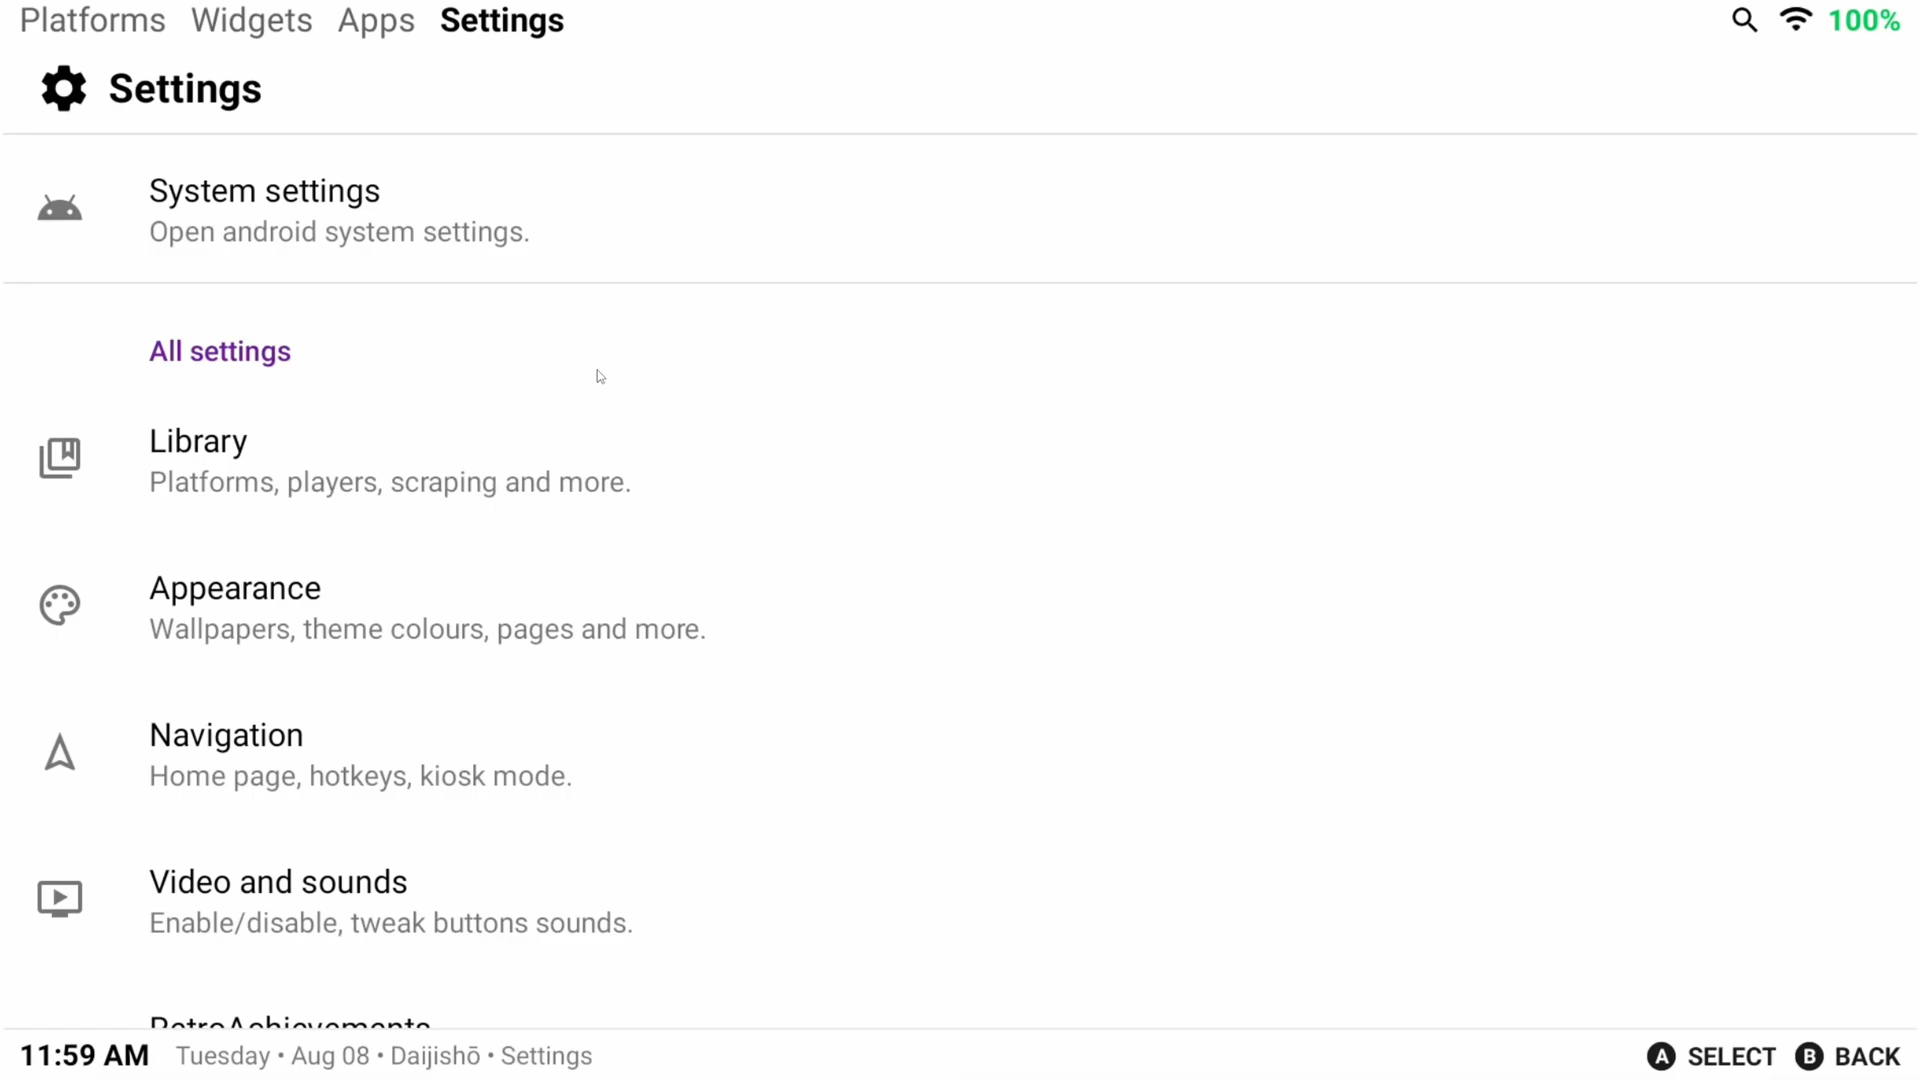 Platforms Widgets Apps Settings 100%
Settings
System settings
Open android system settings.
All settings
Library
Platforms, players, scraping and more.
Appearance
Wallpapers, theme colours, pages and more.
Navigation
Home page, hotkeys, kiosk mode.
Video and sounds
Enable/disable, tweak buttons sounds.
RetroAchievements
11:59 AM Tuesday • Aug 08 • Daijishō • Settings A SELECT B BACK